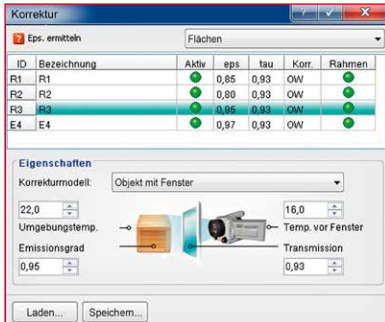 Korrektur
? ✓ X
? Eps. ermitteln Flächen
ID Bezeichnung Aktiv eps tau Korr. Rahmen
R1 R1 0,85 0,93 OW
R2 R2 0,80 0,93 OW
R3 R3 0,95 0,93 OW
E4 E4 0,97 0,93 OW
Eigenschaften
Korrekturmodell: Objekt mit Fenster
22,0 16,0
Umgebungstemp. Temp. vor Fenster
Emissionsgrad Transmission
0,95 0,93
Laden... Speichern...